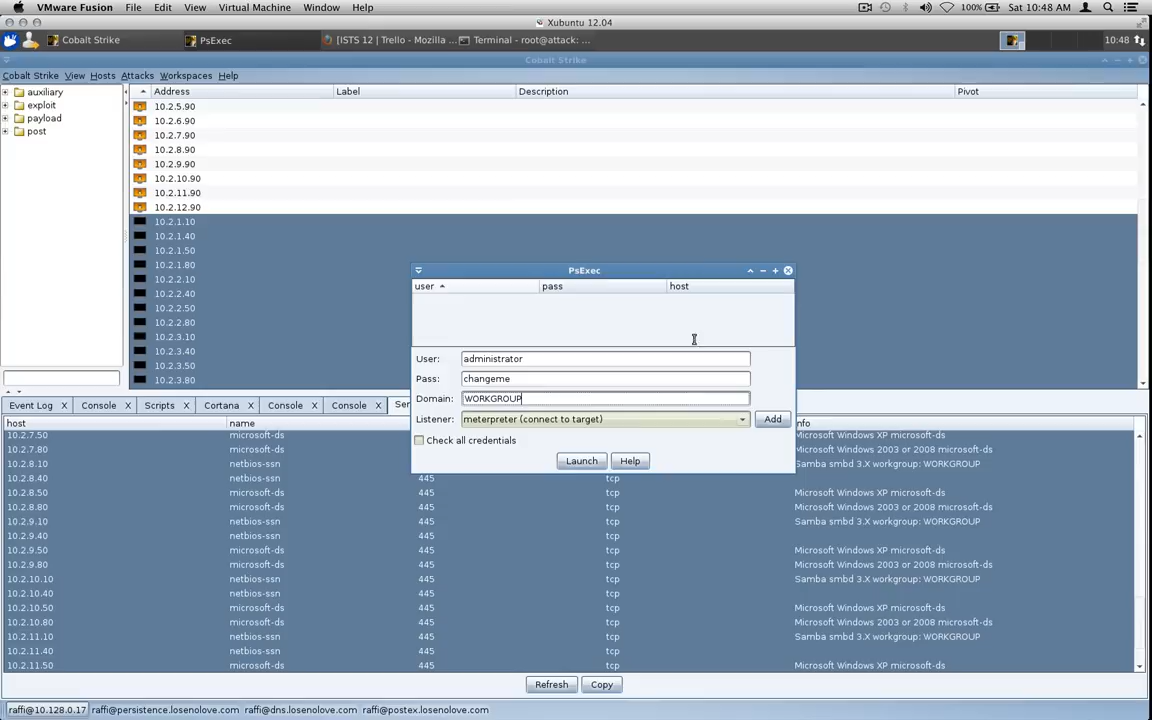 VMware Fusion File Edit View Virtual Machine Window Help 100% Sat 10:48 AM
Xubuntu 12.04
Cobalt Strike PsExec [ISTS 12 | Trello - Mozilla ... Terminal - root@attack: ... 10:48
Cobalt Strike
Cobalt Strike View Hosts Attacks Workspaces Help
auxiliary
exploit
payload
post
Address Label Description Pivot
10.2.5.90
10.2.6.90
10.2.7.90
10.2.8.90
10.2.9.90
10.2.10.90
10.2.11.90
10.2.12.90
10.2.1.10
10.2.1.40
10.2.1.50
10.2.1.80
10.2.2.10
10.2.2.40
10.2.2.50
10.2.2.80
10.2.3.10
10.2.3.40
10.2.3.50
10.2.3.80
PsExec
user pass host
User: administrator
Pass: changeme
Domain: WORKGROUP
Listener: meterpreter (connect to target) Add
Check all credentials
Launch Help
Event Log X Console X Scripts X Cortana X Console X Console X Ser
host name nfo
10.2.7.50 microsoft-ds Microsoft Windows XP microsoft-ds
10.2.7.80 microsoft-ds Microsoft Windows 2003 or 2008 microsoft-ds
10.2.8.10 netbios-ssn Samba smbd 3.X workgroup: WORKGROUP
10.2.8.40 netbios-ssn 445 tcp
10.2.8.50 microsoft-ds 445 tcp Microsoft Windows XP microsoft-ds
10.2.8.80 microsoft-ds 445 tcp Microsoft Windows 2003 or 2008 microsoft-ds
10.2.9.10 netbios-ssn 445 tcp Samba smbd 3.X workgroup: WORKGROUP
10.2.9.40 netbios-ssn 445 tcp
10.2.9.50 microsoft-ds 445 tcp Microsoft Windows XP microsoft-ds
10.2.9.80 microsoft-ds 445 tcp Microsoft Windows 2003 or 2008 microsoft-ds
10.2.10.10 netbios-ssn 445 tcp Samba smbd 3.X workgroup: WORKGROUP
10.2.10.40 netbios-ssn 445 tcp
10.2.10.50 microsoft-ds 445 tcp Microsoft Windows XP microsoft-ds
10.2.10.80 microsoft-ds 445 tcp Microsoft Windows 2003 or 2008 microsoft-ds
10.2.11.10 netbios-ssn 445 tcp Samba smbd 3.X workgroup: WORKGROUP
10.2.11.40 netbios-ssn 445 tcp
10.2.11.50 microsoft-ds 445 tcp Microsoft Windows XP microsoft-ds
Refresh Copy
raffi@10.128.0.17 raffi@persistence.losenolove.com raffi@dns.losenolove.com raffi@postex.losenolove.com